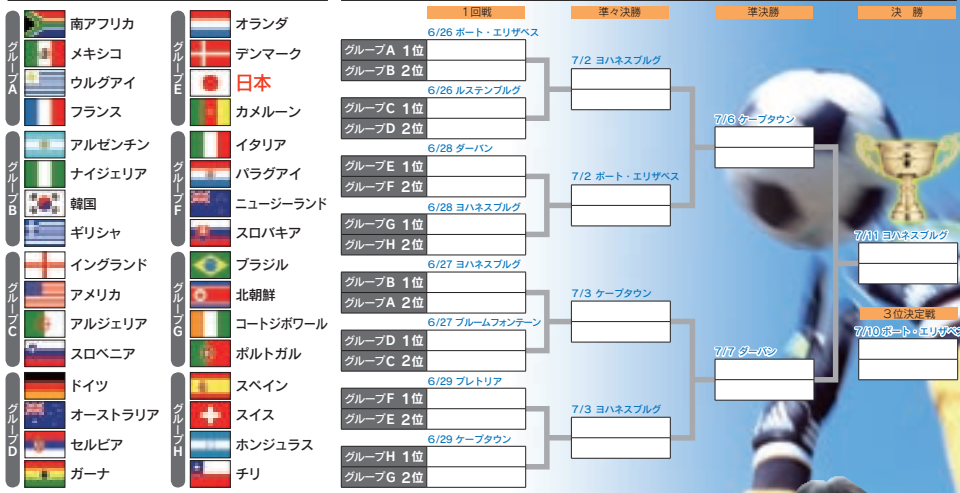 グループA
南アフリカ
メキシコ
ウルグアイ
フランス
グループB
アルゼンチン
ナイジェリア
韓国
ギリシャ
グループC
イングランド
アメリカ
アルジェリア
スロベニア
グループD
ドイツ
オーストラリア
セルビア
ガーナ
グループE
オランダ
デンマーク
日本
カメルーン
グループF
イタリア
パラグアイ
ニュージーランド
スロバキア
グループG
ブラジル
北朝鮮
コートジボワール
ポルトガル
グループH
スペイン
スイス
ホンジュラス
チリ
1回戦
6/26 ポート・エリザベス
グループA 1位
グループB 2位
6/26 ルステンブルグ
グループC 1位
グループD 2位
6/28 ダーバン
グループE 1位
グループF 2位
6/28 ヨハネスブルグ
グループG 1位
グループH 2位
6/27 ヨハネスブルグ
グループB 1位
グループA 2位
6/27 ブルームフォンテーン
グループD 1位
グループC 2位
6/29 プレトリア
グループF 1位
グループE 2位
6/29 ケープタウン
グループH 1位
グループG 2位
準々決勝
7/2 ヨハネスブルグ
7/2 ポート・エリザベス
7/3 ケープタウン
7/3 ヨハネスブルグ
準決勝
7/6 ケープタウン
7/7 ダーバン
決 勝
7/11 ヨハネスブルグ
3位決定戦
7/10 ポート・エリザベス